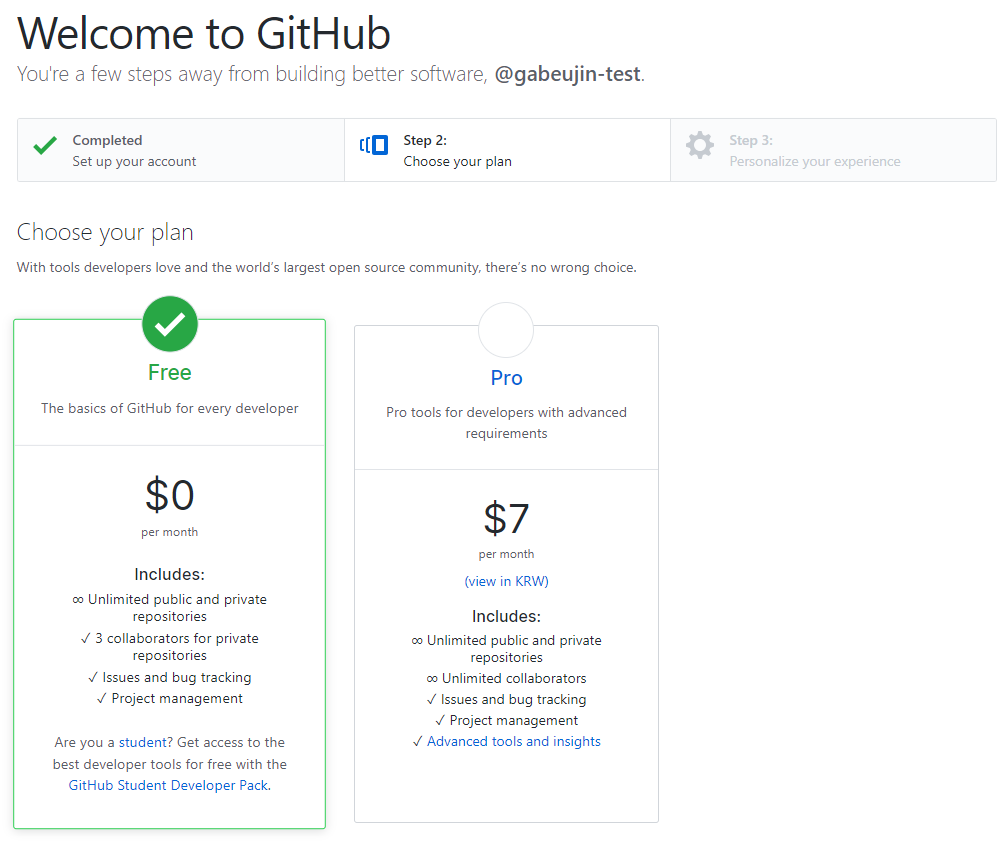 Welcome to GitHub
You're a few steps away from building better software, @gabeujin-test.
Completed
Set up your account
Step 2:
Choose your plan
Step 3:
Personalize your experience
Choose your plan
With tools developers love and the world’s largest open source community, there’s no wrong choice.
Free
The basics of GitHub for every developer
$0
per month
Includes:
∞ Unlimited public and private
repositories
✓ 3 collaborators for private
repositories
✓ Issues and bug tracking
✓ Project management
Are you a student? Get access to the
best developer tools for free with the
GitHub Student Developer Pack.
Pro
Pro tools for developers with advanced
requirements
$7
per month
(view in KRW)
Includes:
∞ Unlimited public and private
repositories
∞ Unlimited collaborators
✓ Issues and bug tracking
✓ Project management
✓ Advanced tools and insights